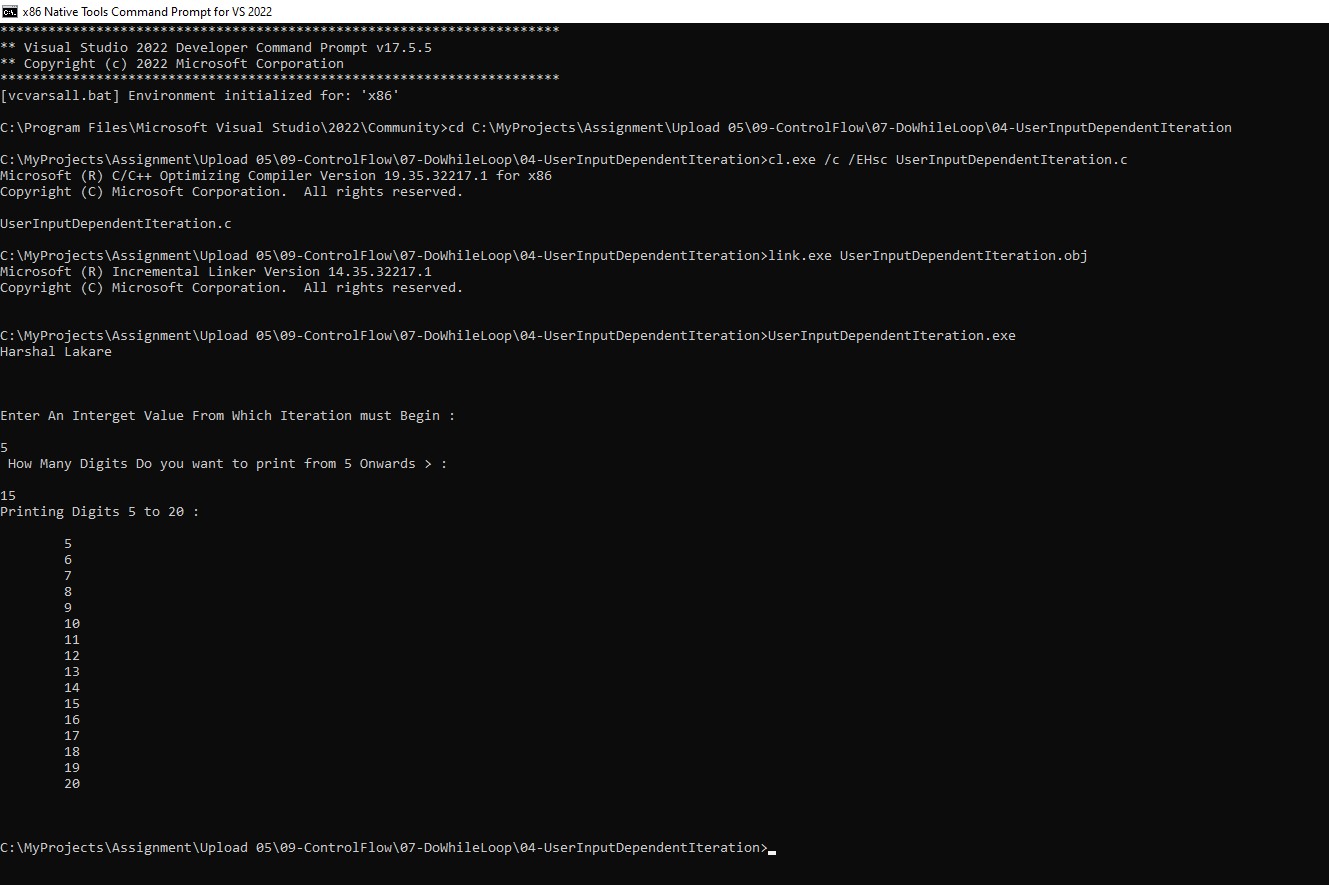 x86 Native Tools Command Prompt for VS 2022
**********************************************************************
** Visual Studio 2022 Developer Command Prompt v17.5.5
** Copyright (c) 2022 Microsoft Corporation
**********************************************************************
[vcvarsall.bat] Environment initialized for: 'x86'
C:\Program Files\Microsoft Visual Studio\2022\Community>cd C:\MyProjects\Assignment\Upload 05\09-ControlFlow\07-DoWhileLoop\04-UserInputDependentIteration
C:\MyProjects\Assignment\Upload 05\09-ControlFlow\07-DoWhileLoop\04-UserInputDependentIteration>cl.exe /c /EHsc UserInputDependentIteration.c
Microsoft (R) C/C++ Optimizing Compiler Version 19.35.32217.1 for x86
Copyright (C) Microsoft Corporation.  All rights reserved.
UserInputDependentIteration.c
C:\MyProjects\Assignment\Upload 05\09-ControlFlow\07-DoWhileLoop\04-UserInputDependentIteration>link.exe UserInputDependentIteration.obj
Microsoft (R) Incremental Linker Version 14.35.32217.1
Copyright (C) Microsoft Corporation.  All rights reserved.
C:\MyProjects\Assignment\Upload 05\09-ControlFlow\07-DoWhileLoop\04-UserInputDependentIteration>UserInputDependentIteration.exe
Harshal Lakare
Enter An Interget Value From Which Iteration must Begin :
5
How Many Digits Do you want to print from 5 Onwards > :
15
Printing Digits 5 to 20 :
5
6
7
8
9
10
11
12
13
14
15
16
17
18
19
20
C:\MyProjects\Assignment\Upload 05\09-ControlFlow\07-DoWhileLoop\04-UserInputDependentIteration>